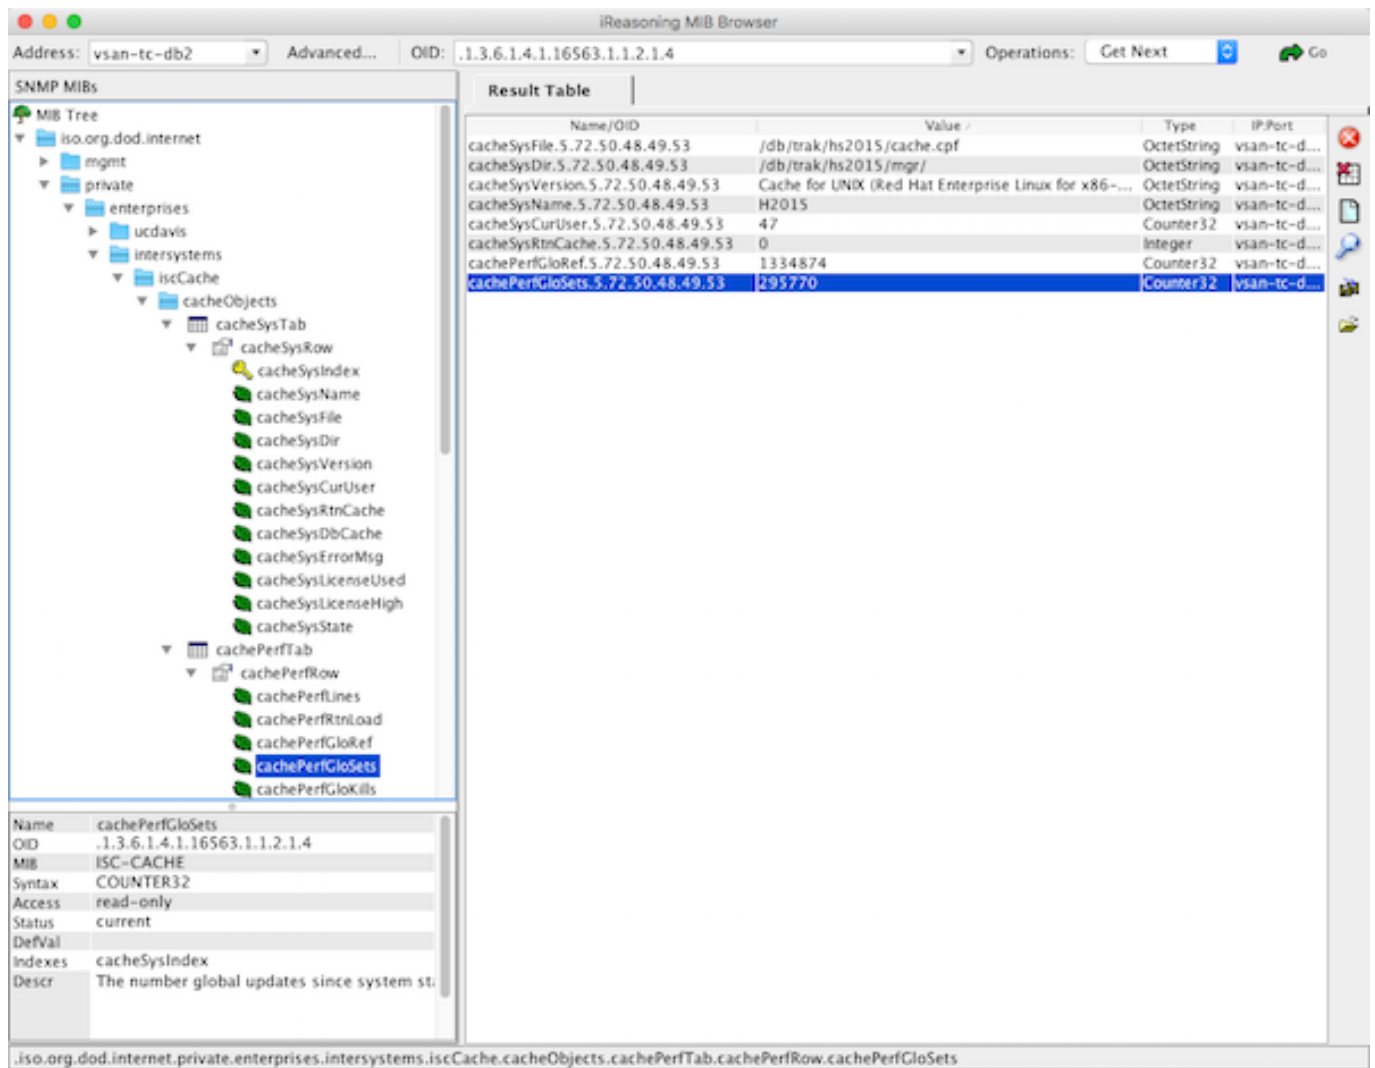 iReasoning MIB Browser
Address: vsan-tc-db2 Advanced... OID: .1.3.6.1.4.1.16563.1.1.2.1.4 Operations: Get Next Go
SNMP MIBs
Result Table
MIB Tree
iso.org.dod.internet
mgmt
private
enterprises
ucdavis
intersystems
iscCache
cacheObjects
cacheSysTab
cacheSysRow
cacheSysIndex
cacheSysName
cacheSysFile
cacheSysDir
cacheSysVersion
cacheSysCurUser
cacheSysRtnCache
cacheSysDbCache
cacheSysErrorMsg
cacheSysLicenseUsed
cacheSysLicenseHigh
cacheSysState
cachePerfTab
cachePerfRow
cachePerfLines
cachePerfRtnLoad
cachePerfGloRef
cachePerfGloSets
cachePerfGloKills
Name/OID Value Type IP:Port
cacheSysFile.5.72.50.48.49.53 /db/trak/hs2015/cache.cpf OctetString vsan-tc-d...
cacheSysDir.5.72.50.48.49.53 /db/trak/hs2015/mgr/ OctetString vsan-tc-d...
cacheSysVersion.5.72.50.48.49.53 Cache for UNIX (Red Hat Enterprise Linux for x86-... OctetString vsan-tc-d...
cacheSysName.5.72.50.48.49.53 H2015 OctetString vsan-tc-d...
cacheSysCurUser.5.72.50.48.49.53 47 Counter32 vsan-tc-d...
cacheSysRtnCache.5.72.50.48.49.53 0 Integer vsan-tc-d...
cachePerfGloRef.5.72.50.48.49.53 1334874 Counter32 vsan-tc-d...
cachePerfGloSets.5.72.50.48.49.53 295770 Counter32 vsan-tc-d...
Name cachePerfGloSets
OID .1.3.6.1.4.1.16563.1.1.2.1.4
MIB ISC-CACHE
Syntax COUNTER32
Access read-only
Status current
DefVal
Indexes cacheSysIndex
Descr The number global updates since system sta
.iso.org.dod.internet.private.enterprises.intersystems.iscCache.cacheObjects.cachePerfTab.cachePerfRow.cachePerfGloSets